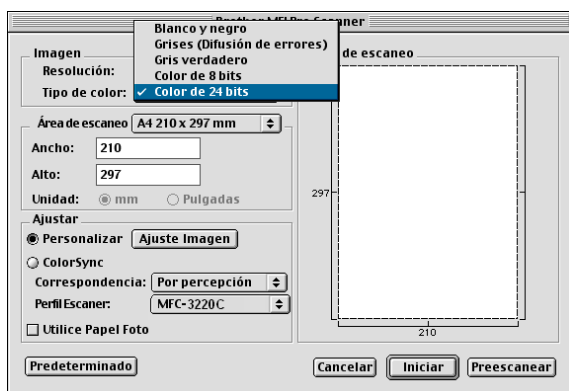 Blanco y negro
Grises (Difusión de errores)
Gris verdadero
Color de 8 bits
✓ Color de 24 bits
Imagen
Resolución:
Tipo de color:
de escaneo
Área de escaneo A4 210 x 297 mm
Ancho: 210
Alto: 297
Unidad: mm Pulgadas
Ajustar
Personalizar Ajuste Imagen
ColorSync
Correspondencia: Por percepción
Perfil Escaner: MFC-3220C
Utilice Papel Foto
297
210
Predeterminado Cancelar Iniciar Preescanear